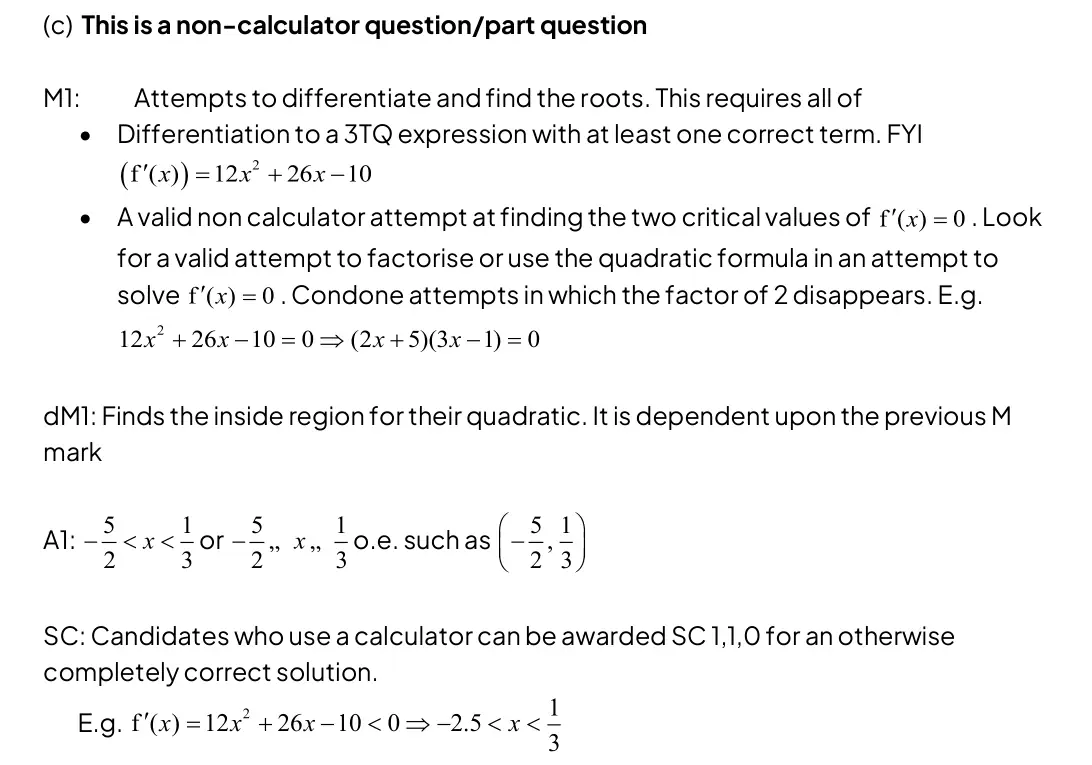 (c) This is a non-calculator question/part question
M1: Attempts to differentiate and find the roots. This requires all of
• Differentiation to a 3TQ expression with at least one correct term. FYI
(f′(x)) = 12x² + 26x − 10
• A valid non calculator attempt at finding the two critical values of f′(x) = 0 . Look
for a valid attempt to factorise or use the quadratic formula in an attempt to
solve f′(x) = 0 . Condone attempts in which the factor of 2 disappears. E.g.
12x² + 26x − 10 = 0 ⇒ (2x + 5)(3x − 1) = 0
dM1: Finds the inside region for their quadratic. It is dependent upon the previous M
mark
A1: −5/2 < x < 1/3 or −5/2 ,, x ,, 1/3 o.e. such as (−5/2, 1/3)
SC: Candidates who use a calculator can be awarded SC 1,1,0 for an otherwise
completely correct solution.
E.g. f′(x) = 12x² + 26x − 10 < 0 ⇒ −2.5 < x < 1/3